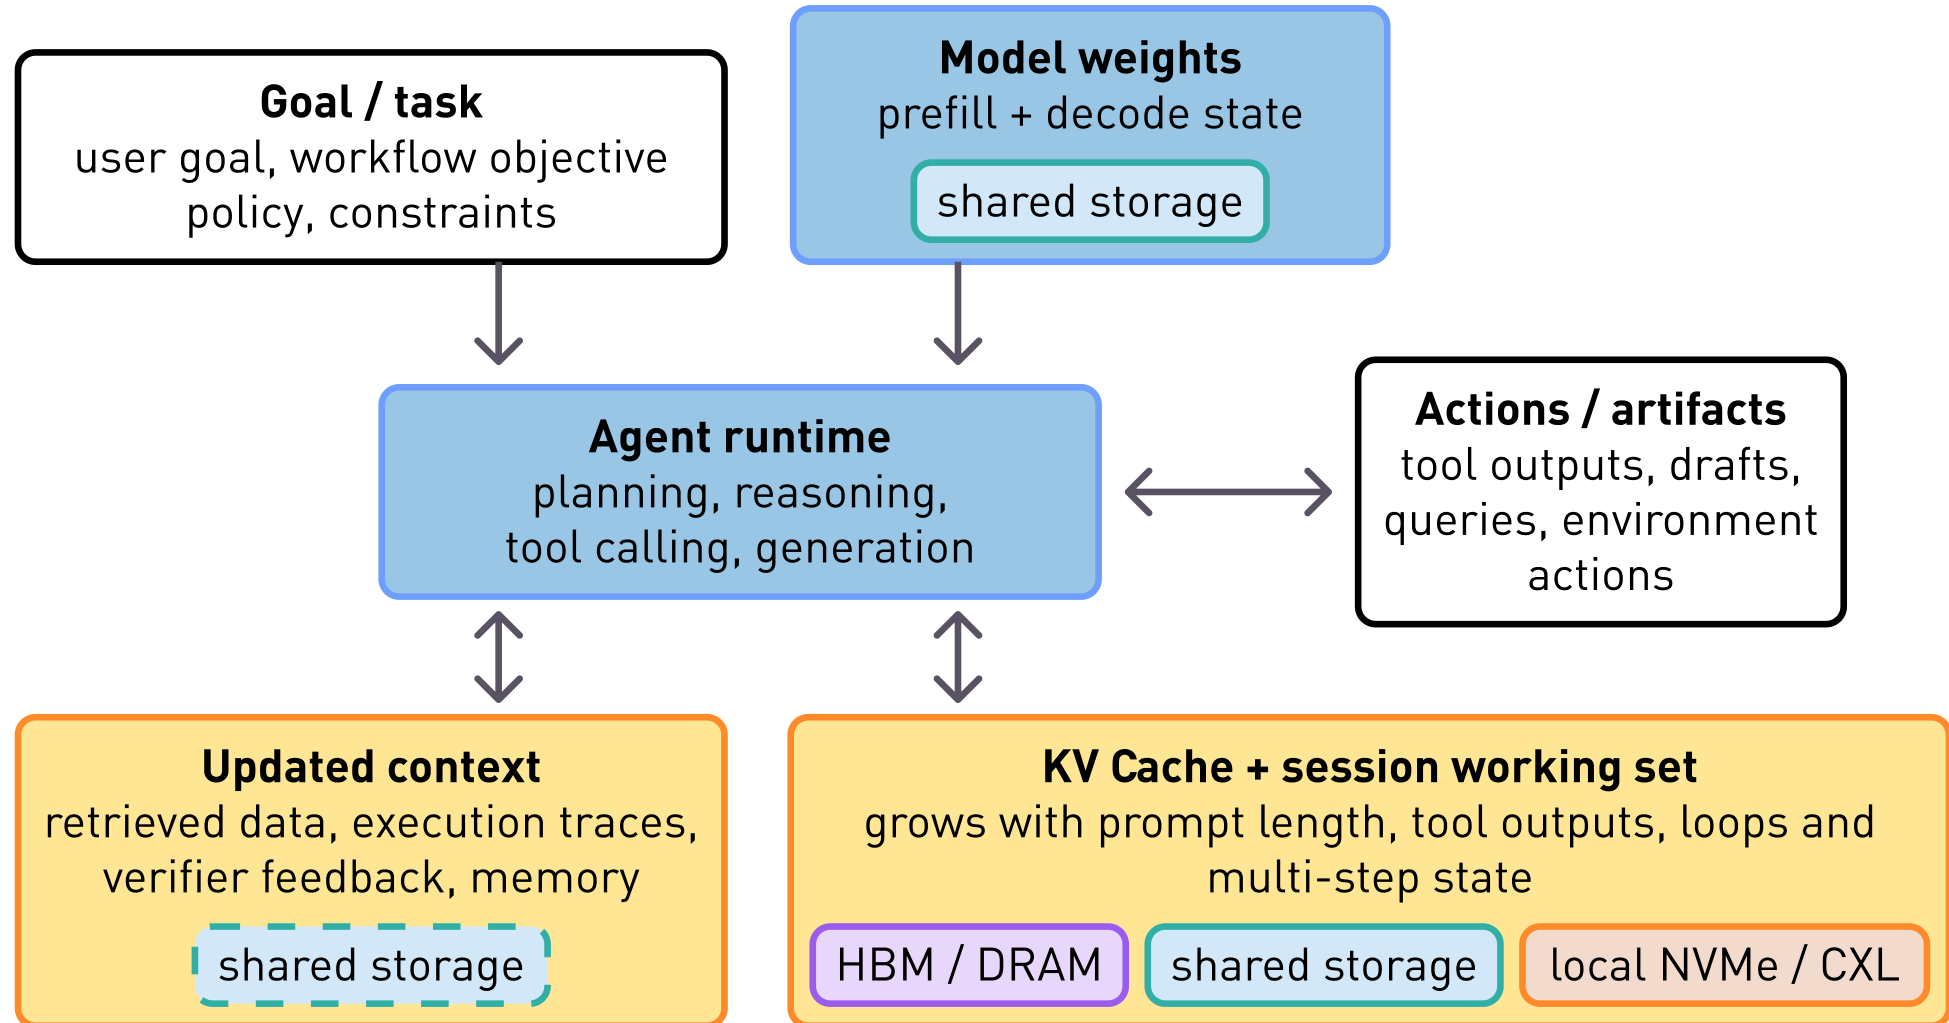 Goal / task
user goal, workflow objective
policy, constraints
Model weights
prefill + decode state
shared storage
Agent runtime
planning, reasoning,
tool calling, generation
Actions / artifacts
tool outputs, drafts,
queries, environment
actions
Updated context
retrieved data, execution traces,
verifier feedback, memory
shared storage
KV Cache + session working set
grows with prompt length, tool outputs, loops and
multi-step state
HBM / DRAM
shared storage
local NVMe / CXL